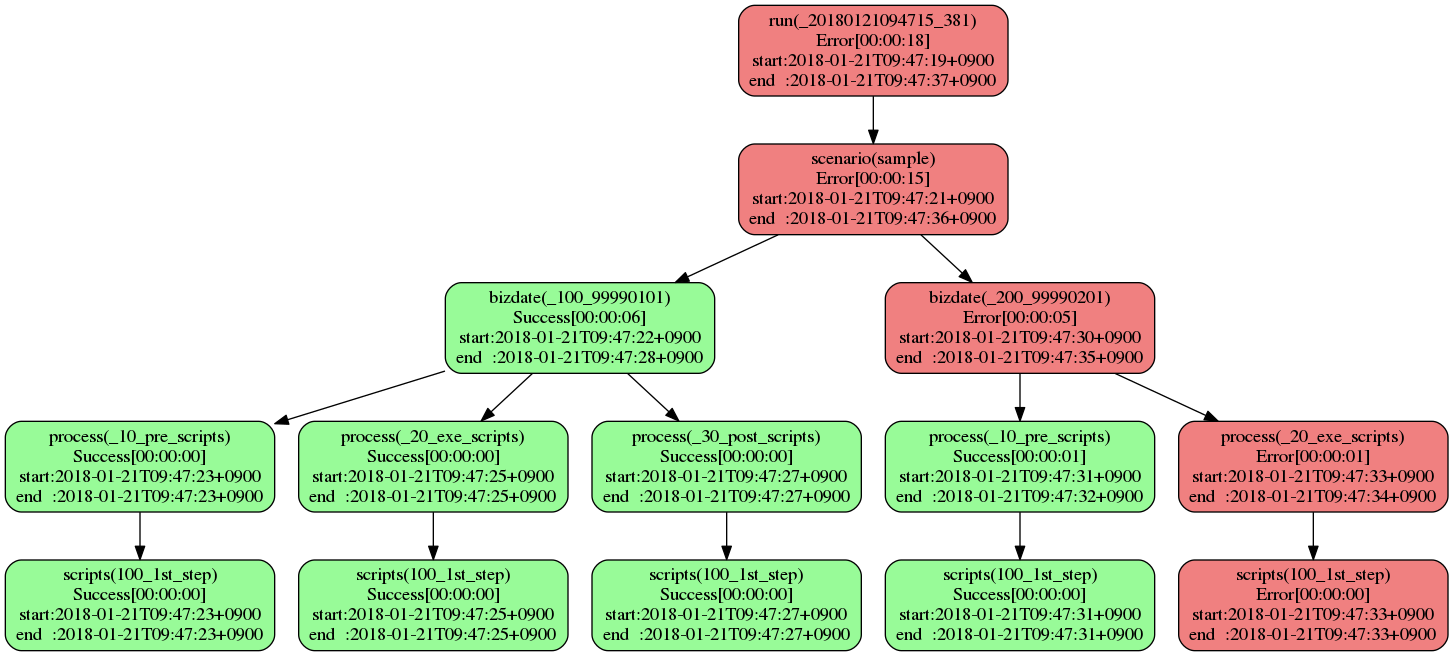 run(_20180121094715_381)
Error[00:00:18]
start:2018-01-21T09:47:19+0900
end  :2018-01-21T09:47:37+0900
scenario(sample)
Error[00:00:15]
start:2018-01-21T09:47:21+0900
end  :2018-01-21T09:47:36+0900
bizdate(_100_99990101)
Success[00:00:06]
start:2018-01-21T09:47:22+0900
end  :2018-01-21T09:47:28+0900
bizdate(_200_99990201)
Error[00:00:05]
start:2018-01-21T09:47:30+0900
end  :2018-01-21T09:47:35+0900
process(_10_pre_scripts)
Success[00:00:00]
start:2018-01-21T09:47:23+0900
end  :2018-01-21T09:47:23+0900
process(_20_exe_scripts)
Success[00:00:00]
start:2018-01-21T09:47:25+0900
end  :2018-01-21T09:47:25+0900
process(_30_post_scripts)
Success[00:00:00]
start:2018-01-21T09:47:27+0900
end  :2018-01-21T09:47:27+0900
process(_10_pre_scripts)
Success[00:00:01]
start:2018-01-21T09:47:31+0900
end  :2018-01-21T09:47:32+0900
process(_20_exe_scripts)
Error[00:00:01]
start:2018-01-21T09:47:33+0900
end  :2018-01-21T09:47:34+0900
scripts(100_1st_step)
Success[00:00:00]
start:2018-01-21T09:47:23+0900
end  :2018-01-21T09:47:23+0900
scripts(100_1st_step)
Success[00:00:00]
start:2018-01-21T09:47:25+0900
end  :2018-01-21T09:47:25+0900
scripts(100_1st_step)
Success[00:00:00]
start:2018-01-21T09:47:27+0900
end  :2018-01-21T09:47:27+0900
scripts(100_1st_step)
Success[00:00:00]
start:2018-01-21T09:47:31+0900
end  :2018-01-21T09:47:31+0900
scripts(100_1st_step)
Error[00:00:00]
start:2018-01-21T09:47:33+0900
end  :2018-01-21T09:47:33+0900